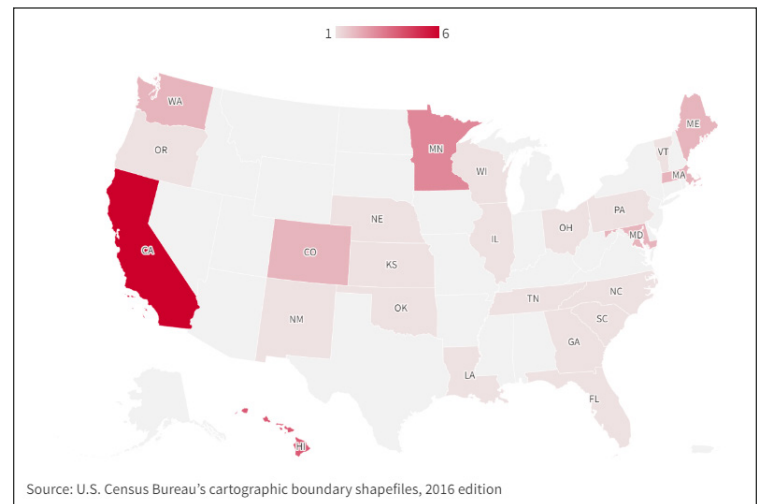 1 6
WA
ME
OR
MN
VT
WI
MA
NE
PA
IL
OH
MD
CA
CO
KS
NM
OK
TN
NC
SC
GA
LA
FL
HI
Source: U.S. Census Bureau's cartographic boundary shapefiles, 2016 edition